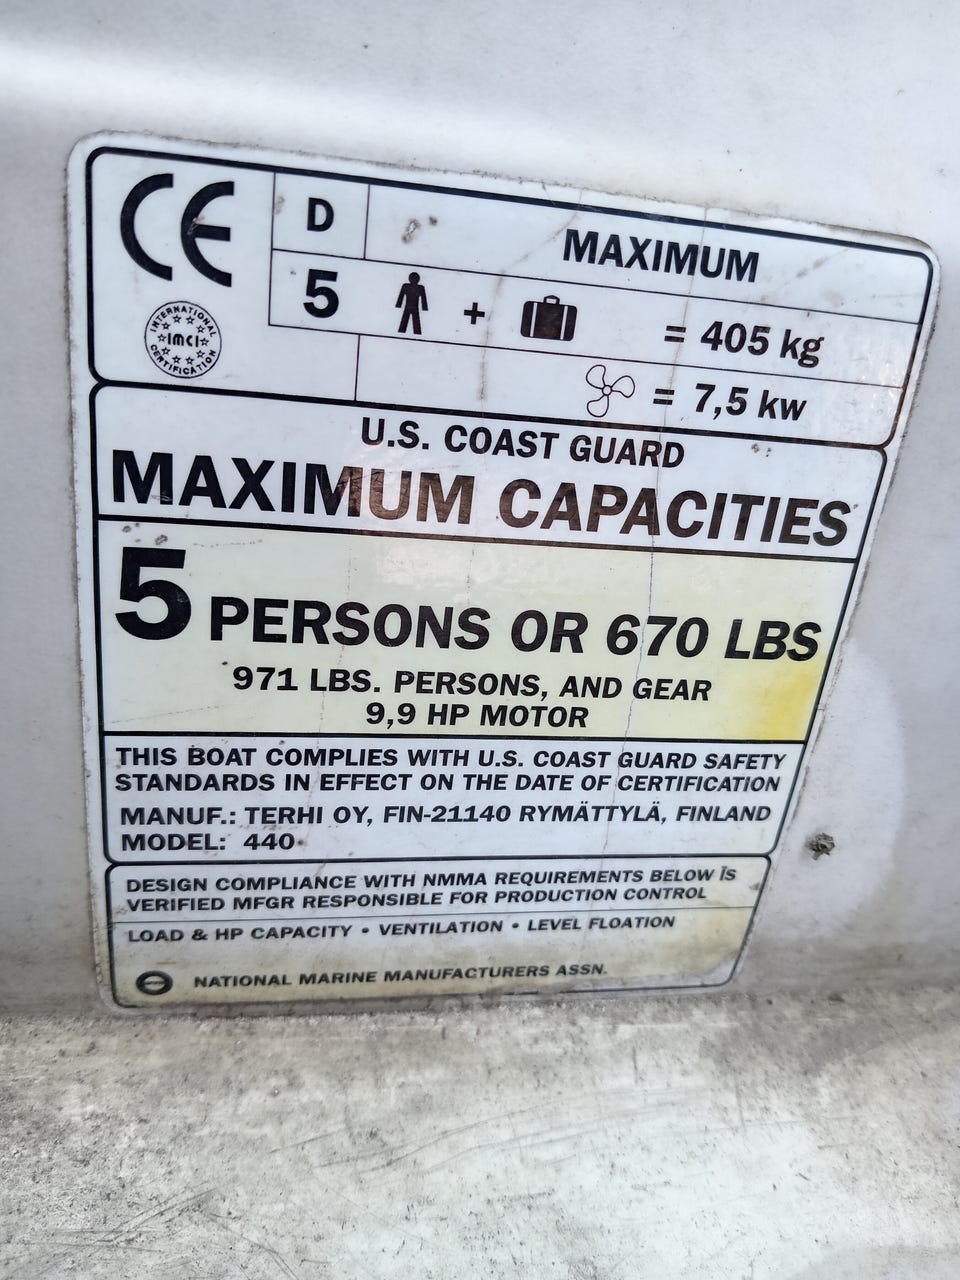 CE D MAXIMUM
5 + = 405 kg
INTERNATIONAL
IMCI
CERTIFICATION
= 7,5 kw
U.S. COAST GUARD
MAXIMUM CAPACITIES
5 PERSONS OR 670 LBS
971 LBS. PERSONS, AND GEAR
9,9 HP MOTOR
THIS BOAT COMPLIES WITH U.S. COAST GUARD SAFETY
STANDARDS IN EFFECT ON THE DATE OF CERTIFICATION
MANUF.: TERHI OY, FIN-21140 RYMÄTTYLÄ, FINLAND
MODEL: 440
DESIGN COMPLIANCE WITH NMMA REQUIREMENTS BELOW IS
VERIFIED MFGR RESPONSIBLE FOR PRODUCTION CONTROL
LOAD & HP CAPACITY • VENTILATION • LEVEL FLOATION
NATIONAL MARINE MANUFACTURERS ASSN.